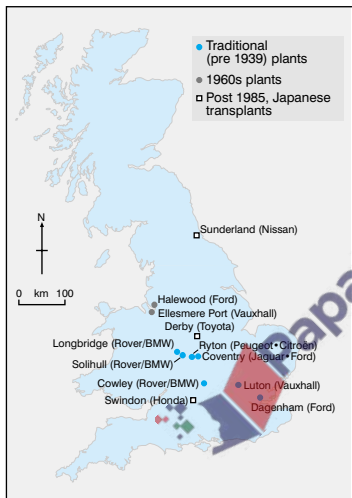 Traditional
(pre 1939) plants
1960s plants
Post 1985, Japanese
transplants
N
0 km 100
Sunderland (Nissan)
Halewood (Ford)
Ellesmere Port (Vauxhall)
Derby (Toyota)
Longbridge (Rover/BMW)
Ryton (Peugeot•Citroën)
Solihull (Rover/BMW)
Coventry (Jaguar•Ford)
Cowley (Rover/BMW)
Luton (Vauxhall)
Swindon (Honda)
Dagenham (Ford)